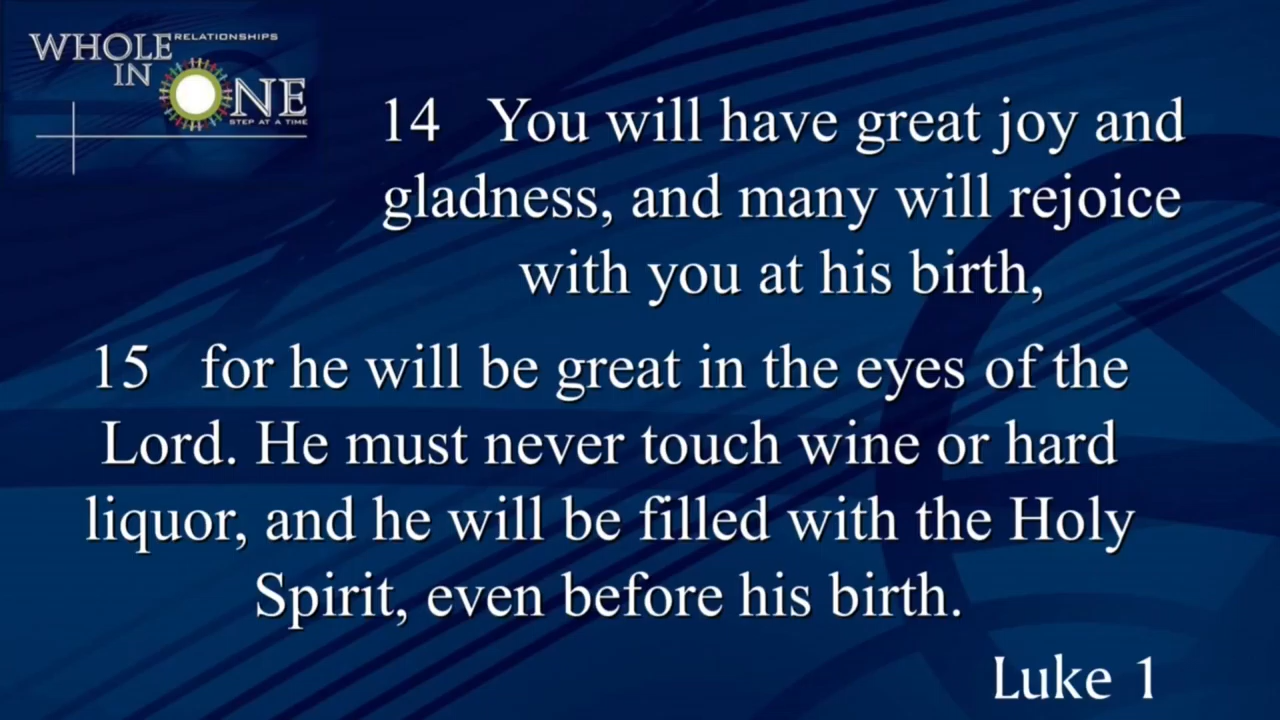 WHOLE RELATIONSHIPS
IN ONE
STEP AT A TIME
14 You will have great joy and
gladness, and many will rejoice
with you at his birth,
15 for he will be great in the eyes of the
Lord. He must never touch wine or hard
liquor, and he will be filled with the Holy
Spirit, even before his birth.
Luke 1